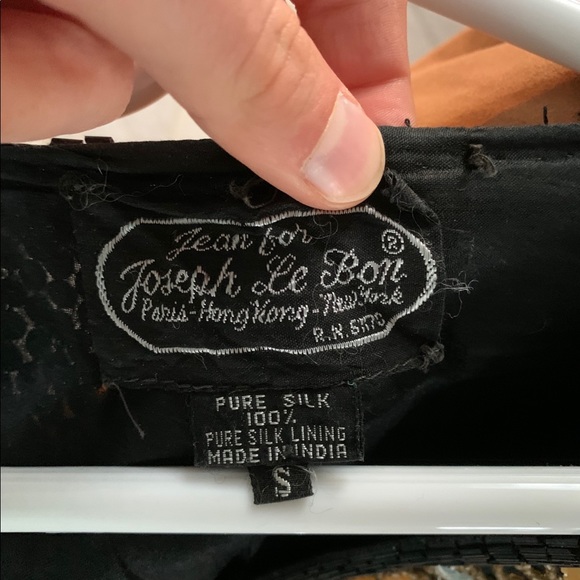 Jean for
Joseph Le Bon ®
Paris-Hong Kong-New York
PURE SILK
100%
PURE SILK LINING
MADE IN INDIA
S